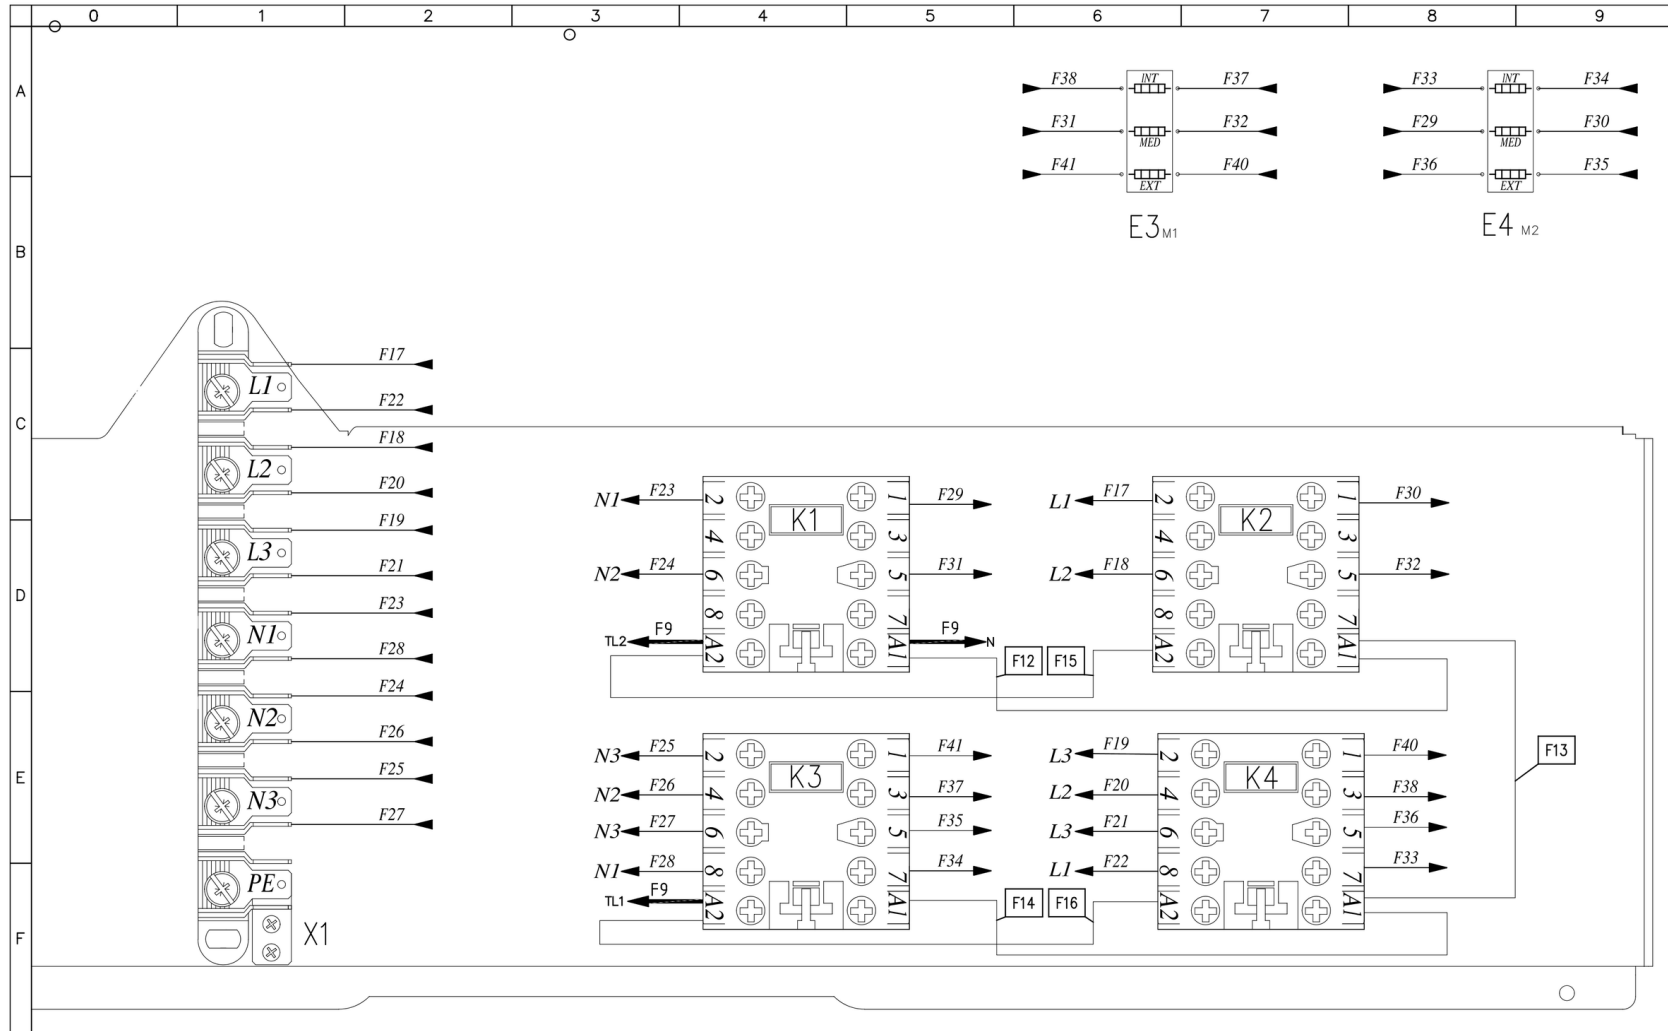 0 1 2 3 4 5 6 7 8 9
A
B
C
D
E
F
F38 INT F37
F31 MED F32
F41 EXT F40
E3 M1
F33 INT F34
F29 MED F30
F36 EXT F35
E4 M2
F17
L1
F22
F18
L2
F20
F19
L3
F21
F23
N1
F28
F24
N2
F26
F25
N3
F27
PE
X1
N1 F23 2 K1 1 F29
4 3
N2 F24 6 5 F31
8 7
TL2 F9 A2 A1 F9 N
L1 F17 2 K2 1 F30
4 3
L2 F18 6 5 F32
8 7
A2 A1
F12 F15
F13
N3 F25 2 K3 1 F41
N2 F26 4 3 F37
N3 F27 6 5 F35
N1 F28 8 7 F34
TL1 F9 A2 A1
L3 F19 2 K4 1 F40
L2 F20 4 3 F38
L3 F21 6 5 F36
L1 F22 8 7 F33
A2 A1
F14 F16